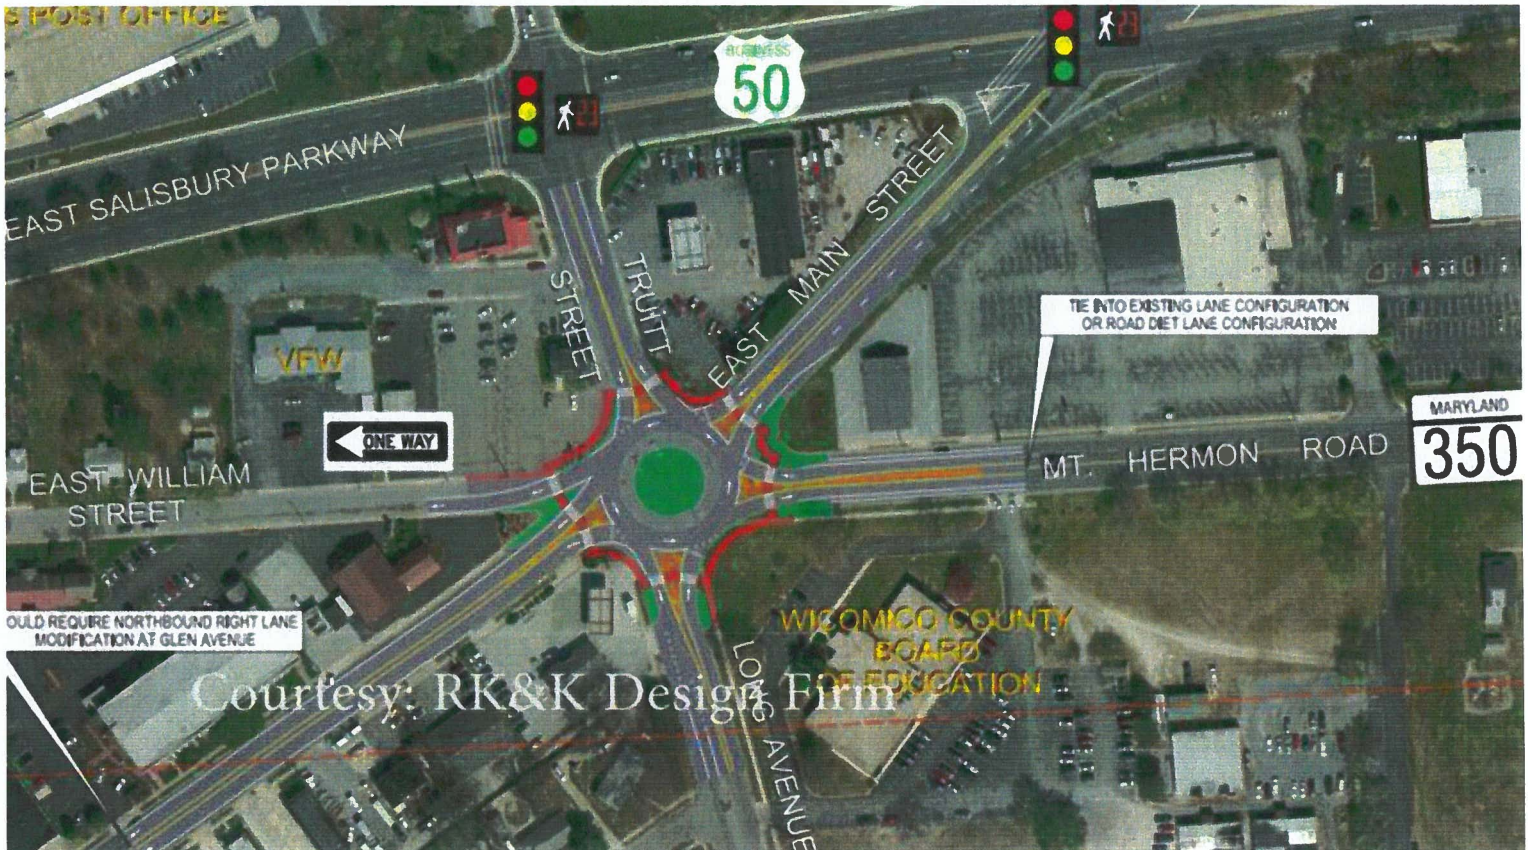 S POST OFFICE
23
BUSINESS
50
23
EAST SALISBURY PARKWAY
TRUITT
STREET
EAST MAIN STREET
TIE INTO EXISTING LANE CONFIGURATION
OR ROAD DIET LANE CONFIGURATION
VFW
ONE WAY
MARYLAND
350
MT. HERMON ROAD
EAST WILLIAM
STREET
OULD REQUIRE NORTHBOUND RIGHT LANE
MODIFICATION AT GLEN AVENUE
WICOMICO COUNTY
BOARD
OF EDUCATION
LONG AVENUE
Courtesy: RK&K Design Firm